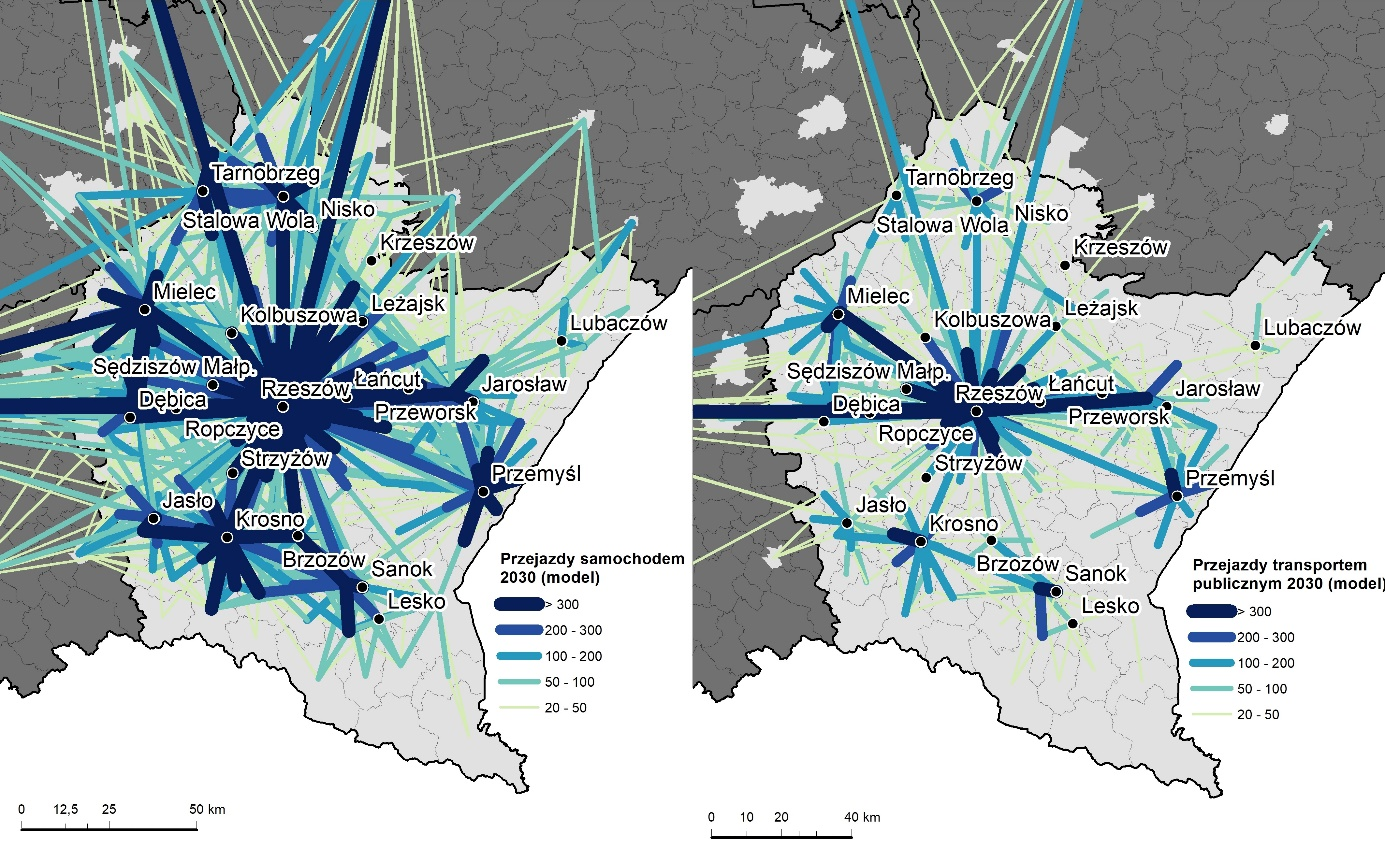 Tarnobrzeg
Stalowa Wola
Nisko
Krzeszów
Mielec
Kolbuszowa
Leżajsk
Lubaczów
Sędziszów Małp.
Rzeszów
Łańcut
Jarosław
Dębica
Przeworsk
Ropczyce
Strzyżów
Przemyśl
Jasło
Krosno
Brzozów
Sanok
Lesko
Przejazdy samochodem
2030 (model)
> 300
200 - 300
100 - 200
50 - 100
20 - 50
0 12,5 25 50 km
Tarnobrzeg
Stalowa Wola
Nisko
Krzeszów
Mielec
Kolbuszowa
Leżajsk
Lubaczów
Sędziszów Małp.
Rzeszów
Łańcut
Jarosław
Dębica
Przeworsk
Ropczyce
Strzyżów
Przemyśl
Jasło
Krosno
Brzozów
Sanok
Lesko
Przejazdy transportem
publicznym 2030 (model)
> 300
200 - 300
100 - 200
50 - 100
20 - 50
0 10 20 40 km